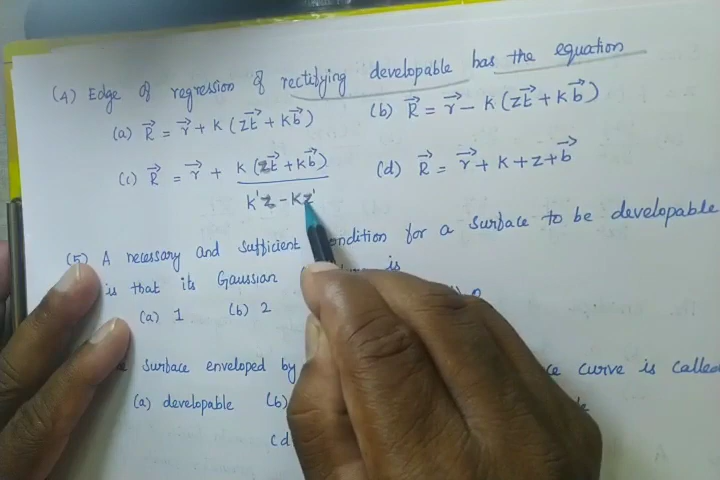 (4) Edge of regression of rectifying developable has the equation
(a) R⃗ = r⃗ + k (zt⃗ + kb⃗) (b) R⃗ = r⃗ - k (zt⃗ + kb⃗)
(c) R⃗ = r⃗ + k (zt⃗ + kb⃗) / k'z - kz' (d) R⃗ = r⃗ + k + z + b⃗
(5) A necessary and sufficient condition for a surface to be developable
is that its Gaussian is
(a) 1 (b) 2
surface enveloped by curve is called
(a) developable (b)
(d)